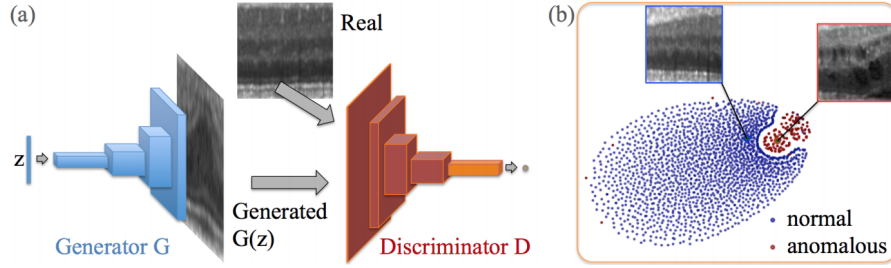 (a)
Real
z
Generated
G(z)
Generator G
Discriminator D
(b)
normal
anomalous